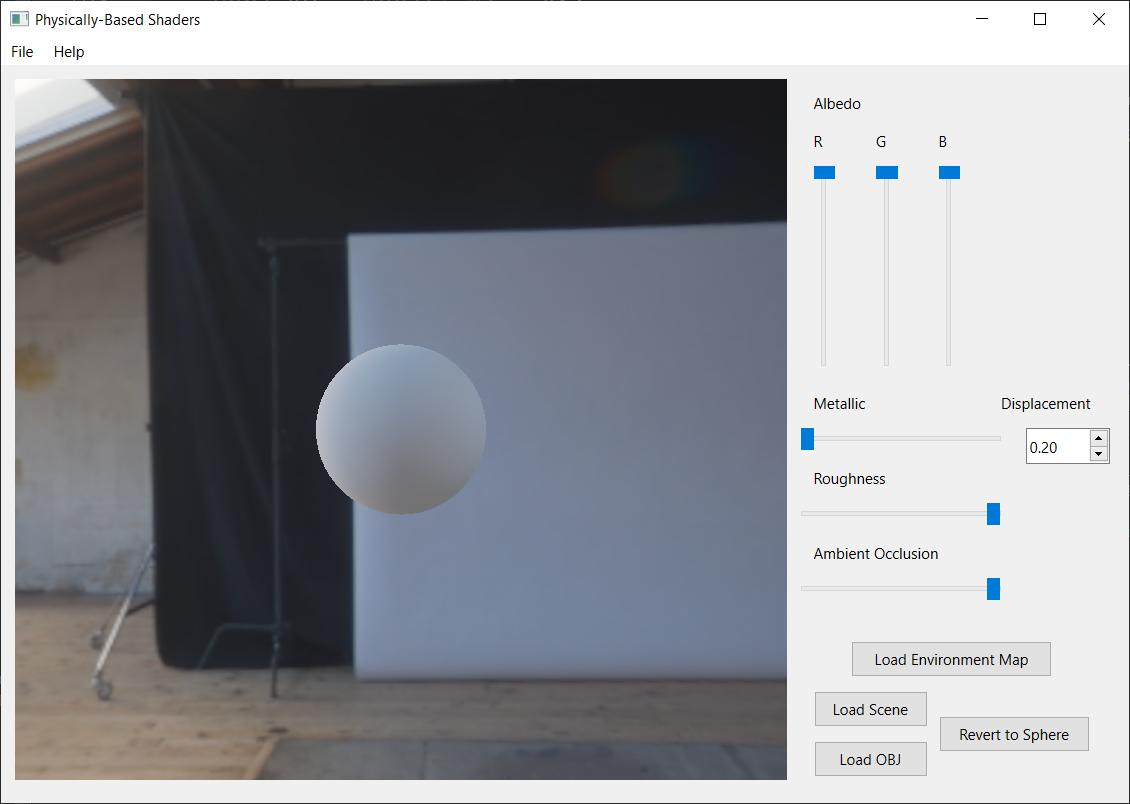 Physically-Based Shaders
File Help
Albedo
R G B
Metallic Displacement
0.20
Roughness
Ambient Occlusion
Load Environment Map
Load Scene
Revert to Sphere
Load OBJ